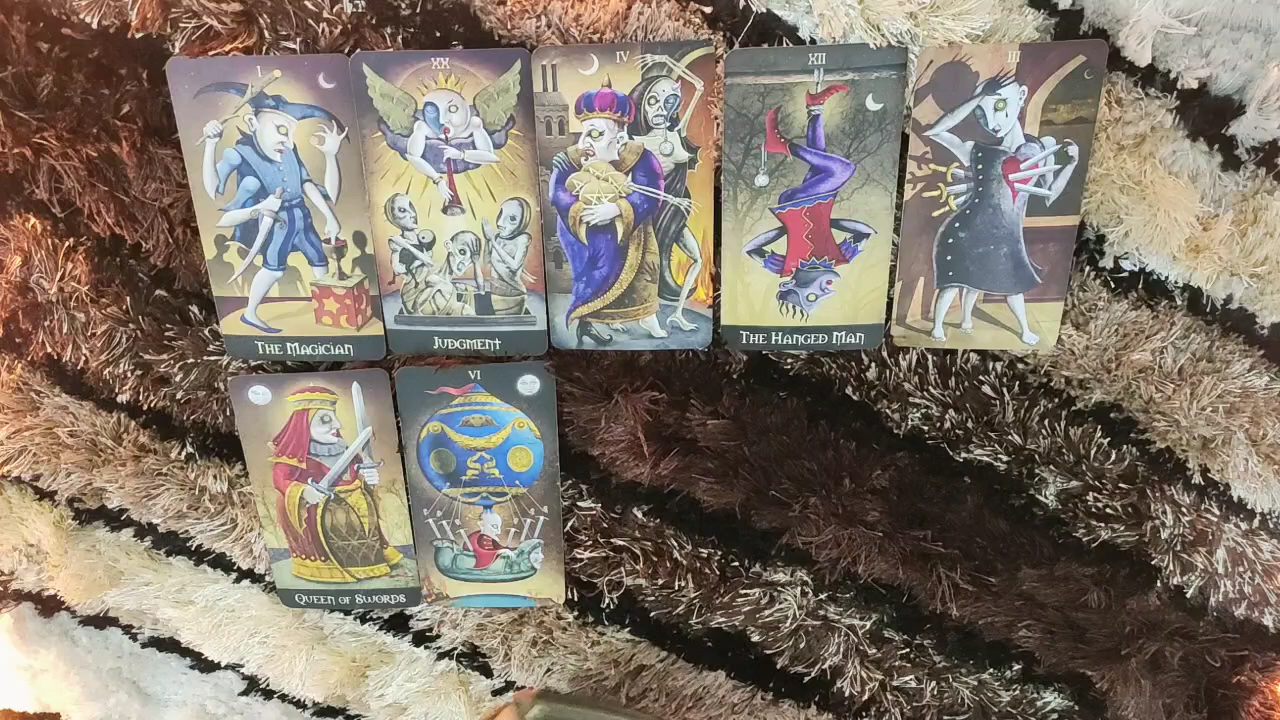 I
THE MAGICIAN
XX
JUDGMENT
IV
XII
THE HANGED MAN
III
QUEEN OF SWORDS
VI